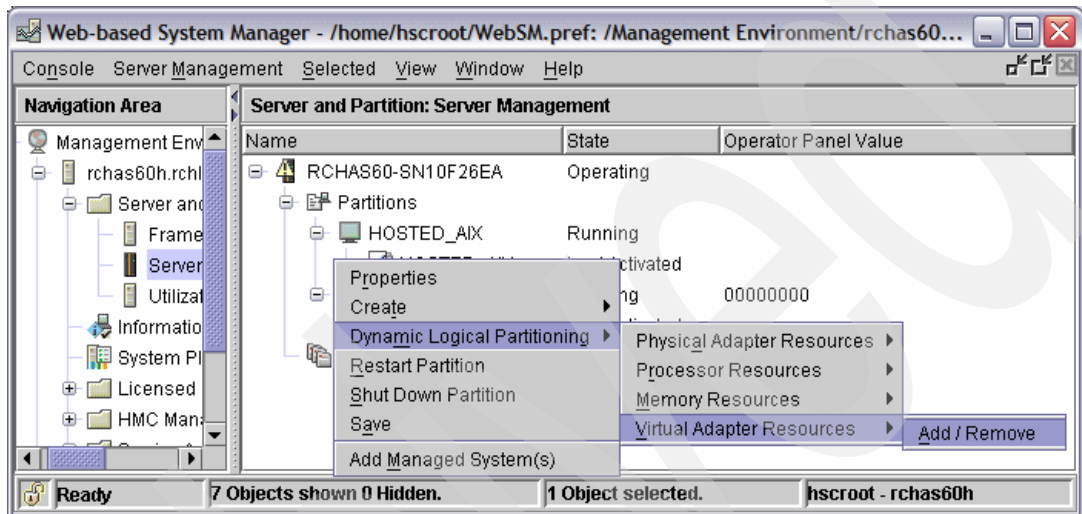 Web-based System Manager - /home/hscroot/WebSM.pref: /Management Environment/rchas60...
Console Server Management Selected View Window Help
Navigation Area
Server and Partition: Server Management
Name State Operator Panel Value
Management Env
rchas60h.rchl
Server and
Frame
Server
Utilizat
Informatio
System Pl
Licensed
HMC Mana
RCHAS60-SN10F26EA Operating
Partitions
HOSTED_AIX Running
ctivated
ng 00000000
Properties
Create
Dynamic Logical Partitioning
Restart Partition
Shut Down Partition
Save
Add Managed System(s)
Physical Adapter Resources
Processor Resources
Memory Resources
Virtual Adapter Resources
Add / Remove
Ready 7 Objects shown 0 Hidden. 1 Object selected. hscroot - rchas60h